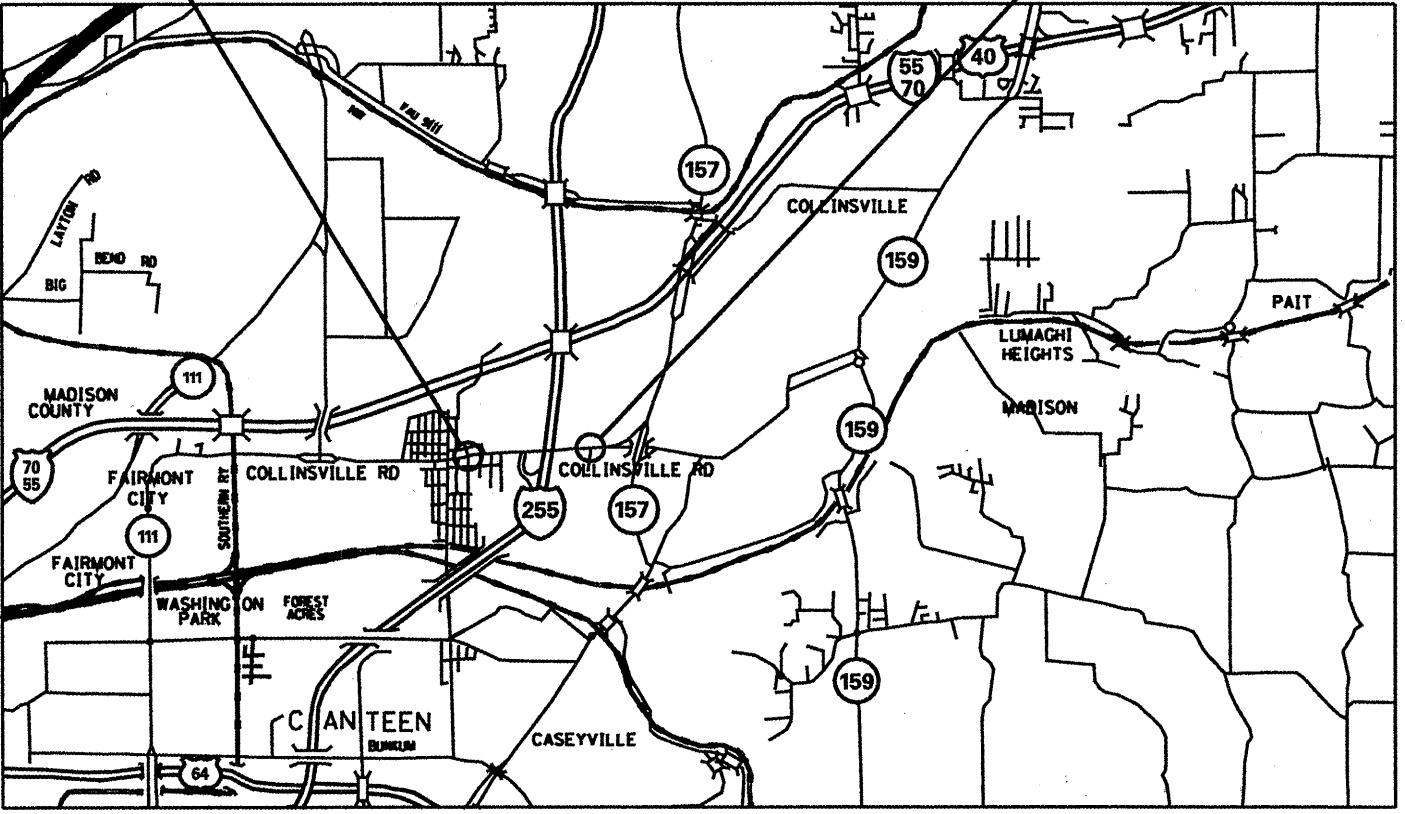 55
70
40
FAU 9111
157
RD
LAYTON
COLLINSVILLE
159
BEND RD
BIG
PAIT
LUMAGHI
HEIGHTS
111
MADISON
COUNTY
MADISON
159
70
55
FAIRMONT
CITY
COLLINSVILLE RD
COLLINSVILLE RD
SOUTHERN RY
255
157
111
FAIRMONT
CITY
WASHINGTON
PARK
FOREST
ACRES
159
CANTEEN
BUNKUM
CASEYVILLE
64